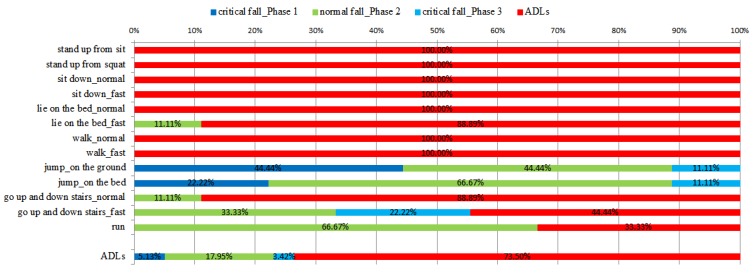 critical fall_Phase 1 normal fall_Phase 2 critical fall_Phase 3 ADLs
0% 10% 20% 30% 40% 50% 60% 70% 80% 90% 100%
stand up from sit 100.00%
stand up from squat 100.00%
sit down_normal 100.00%
sit down_fast 100.00%
lie on the bed_normal 100.00%
lie on the bed_fast 11.11% 88.89%
walk_normal 100.00%
walk_fast 100.00%
jump_on the ground 44.44% 44.44% 11.11%
jump_on the bed 22.22% 66.67% 11.11%
go up and down stairs_normal 11.11% 88.89%
go up and down stairs_fast 33.33% 22.22% 44.44%
run 66.67% 33.33%
ADLs 5.13% 17.95% 3.42% 73.50%